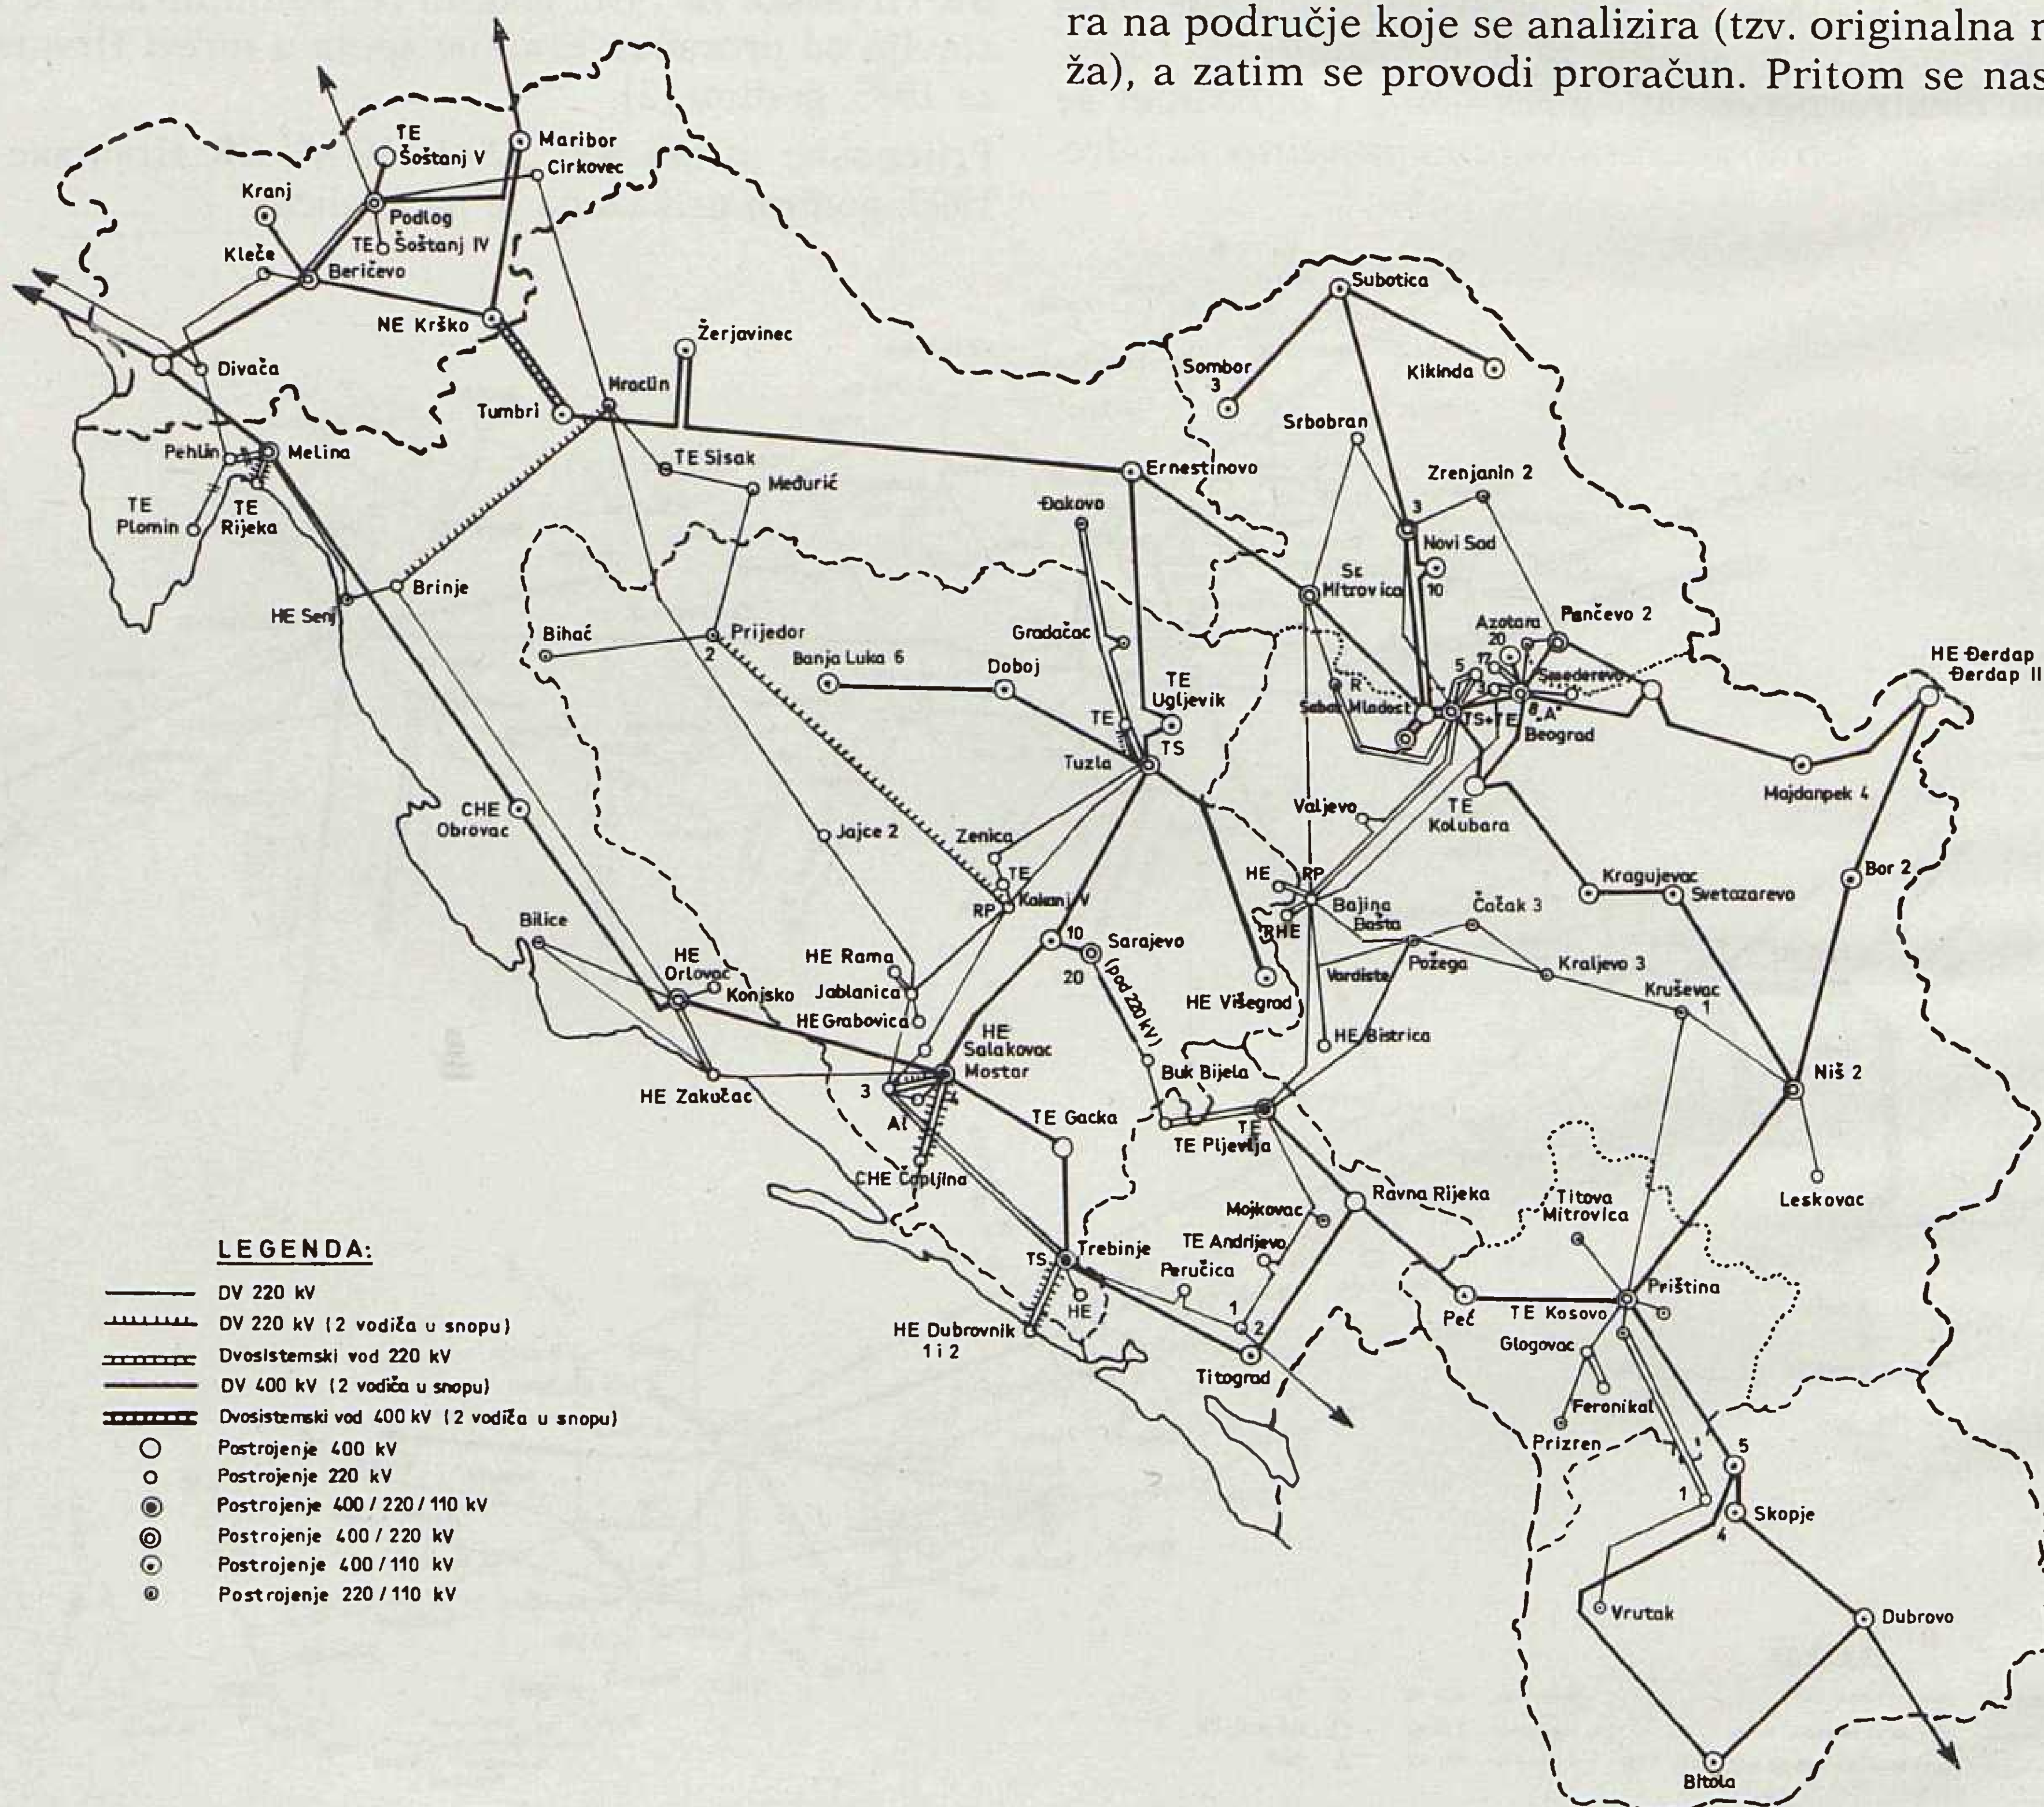 ra na područje koje se analizira (tzv. originalna
ža), a zatim se provodi proračun. Pritom se
Maribor
Cirkovec
TE
Šoštanj V
Kranj
Podlog
TE Šoštanj IV
Kleče
Beričevo
NE Krško
Divača
Žerjavinec
Mraclin
Tumbri
Pehlin
Melina
TE
Plomin
TE
Rijeka
TE Sisak
Međurić
Brinje
HE Senj
Subotica
Sombor
3
Kikinda
Srbobran
Zrenjanin 2
Ernestinovo
Đakovo
3
Novi Sad
10
Sr.
Mitrovica
Bihać
Prijedor
2
Gradačac
Banja Luka 6
Doboj
TE
Ugljevik
TE
TS
Tuzla
Azotara
20
Pančevo 2
5
17
3
Smederevo
R
Šabac
Mladost
TS+TE
8
"A"
Beograd
HE Đerdap
Đerdap II
Majdanpek 4
CHE
Obrovac
Jajce 2
Zenica
TE
Kakanj V
RP
Valjevo
TE
Kolubara
Kragujevac
Svetozarevo
Bor 2
HE
RP
Bajina
Bašta
RHE
Čačak 3
Bilice
HE
Orlovac
Konjsko
HE Rama
Jablanica
HE Grabovica
10
Sarajevo
20
(pod 220 kV)
HE Višegrad
Vardište
Požega
Kraljevo 3
Kruševac
1
HE Bistrica
HE
Salakovac
Mostar
3
4
Al
HE Zakučac
Buk Bijela
TE Gacka
TE
TE Pljevlja
Niš 2
Leskovac
CHE Čapljina
Mojkovac
Ravna Rijeka
Titova
Mitrovica
TE Andrijevo
Perućica
TS
Trebinje
HE
1
2
HE Dubrovnik
1 i 2
Titograd
Peć
TE Kosovo
Priština
Glogovac
Feronikal
Prizren
5
1
4
Skopje
Vrutak
Dubrovo
Bitola
LEGENDA:
DV 220 kV
DV 220 kV (2 vodiča u snopu)
Dvosistemski vod 220 kV
DV 400 kV (2 vodiča u snopu)
Dvosistemski vod 400 kV (2 vodiča u snopu)
Postrojenje 400 kV
Postrojenje 220 kV
Postrojenje 400 / 220 / 110 kV
Postrojenje 400 / 220 kV
Postrojenje 400 / 110 kV
Postrojenje 220 / 110 kV